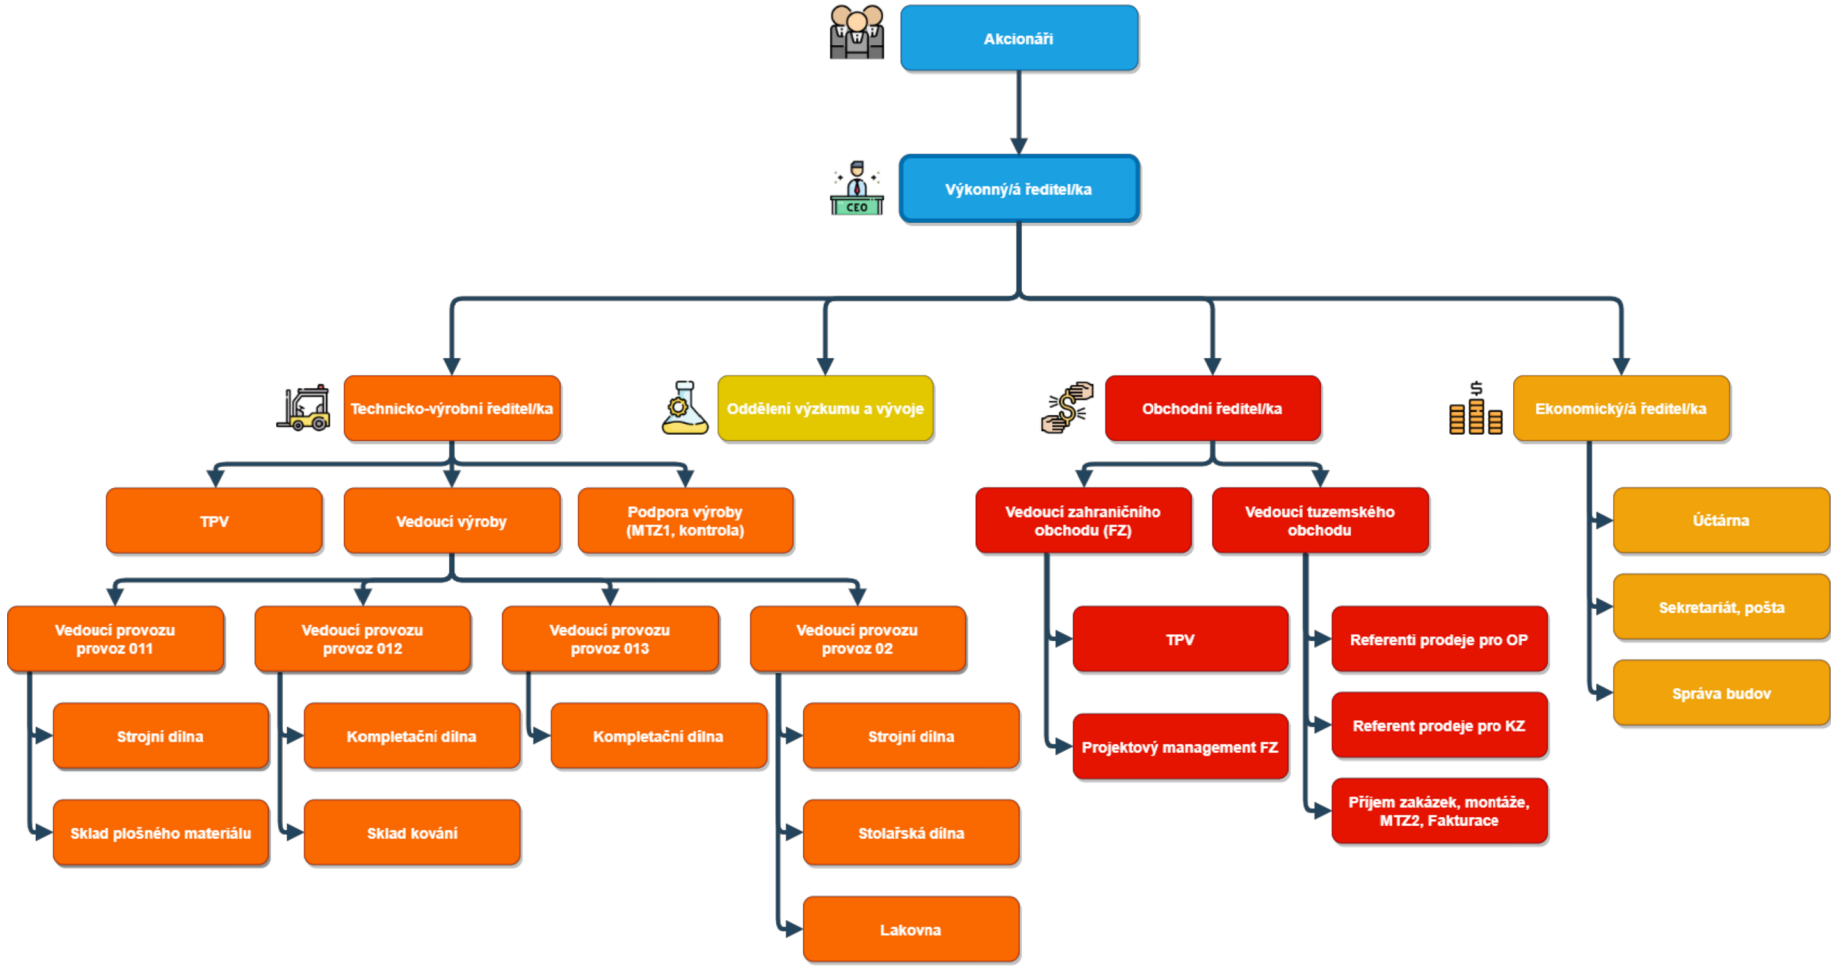 Akcionáři
CEO
Výkonný/á ředitel/ka
Technicko-výrobní ředitel/ka
Oddělení výzkumu a vývoje
$
Obchodní ředitel/ka
$
Ekonomický/á ředitel/ka
TPV
Vedoucí výroby
Podpora výroby
(MTZ1, kontrola)
Vedoucí zahraničního
obchodu (FZ)
Vedoucí tuzemského
obchodu
Účtárna
Vedoucí provozu
provoz 011
Vedoucí provozu
provoz 012
Vedoucí provozu
provoz 013
Vedoucí provozu
provoz 02
TPV
Referenti prodeje pro OP
Sekretariát, pošta
Strojní dílna
Kompletační dílna
Kompletační dílna
Strojní dílna
Projektový management FZ
Referent prodeje pro KZ
Správa budov
Sklad plošného materiálu
Sklad kování
Stolařská dílna
Příjem zakázek, montáže,
MTZ2, Fakturace
Lakovna